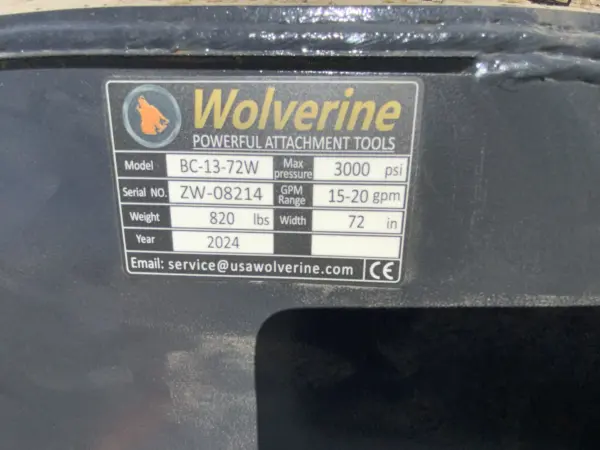 Wolverine
POWERFUL ATTACHMENT TOOLS
Model BC-13-72W Max pressure 3000 psi
Serial NO. ZW-08214 GPM Range 15-20 gpm
Weight 820 lbs Width 72 in
Year 2024
Email: service@usawolverine.com CE